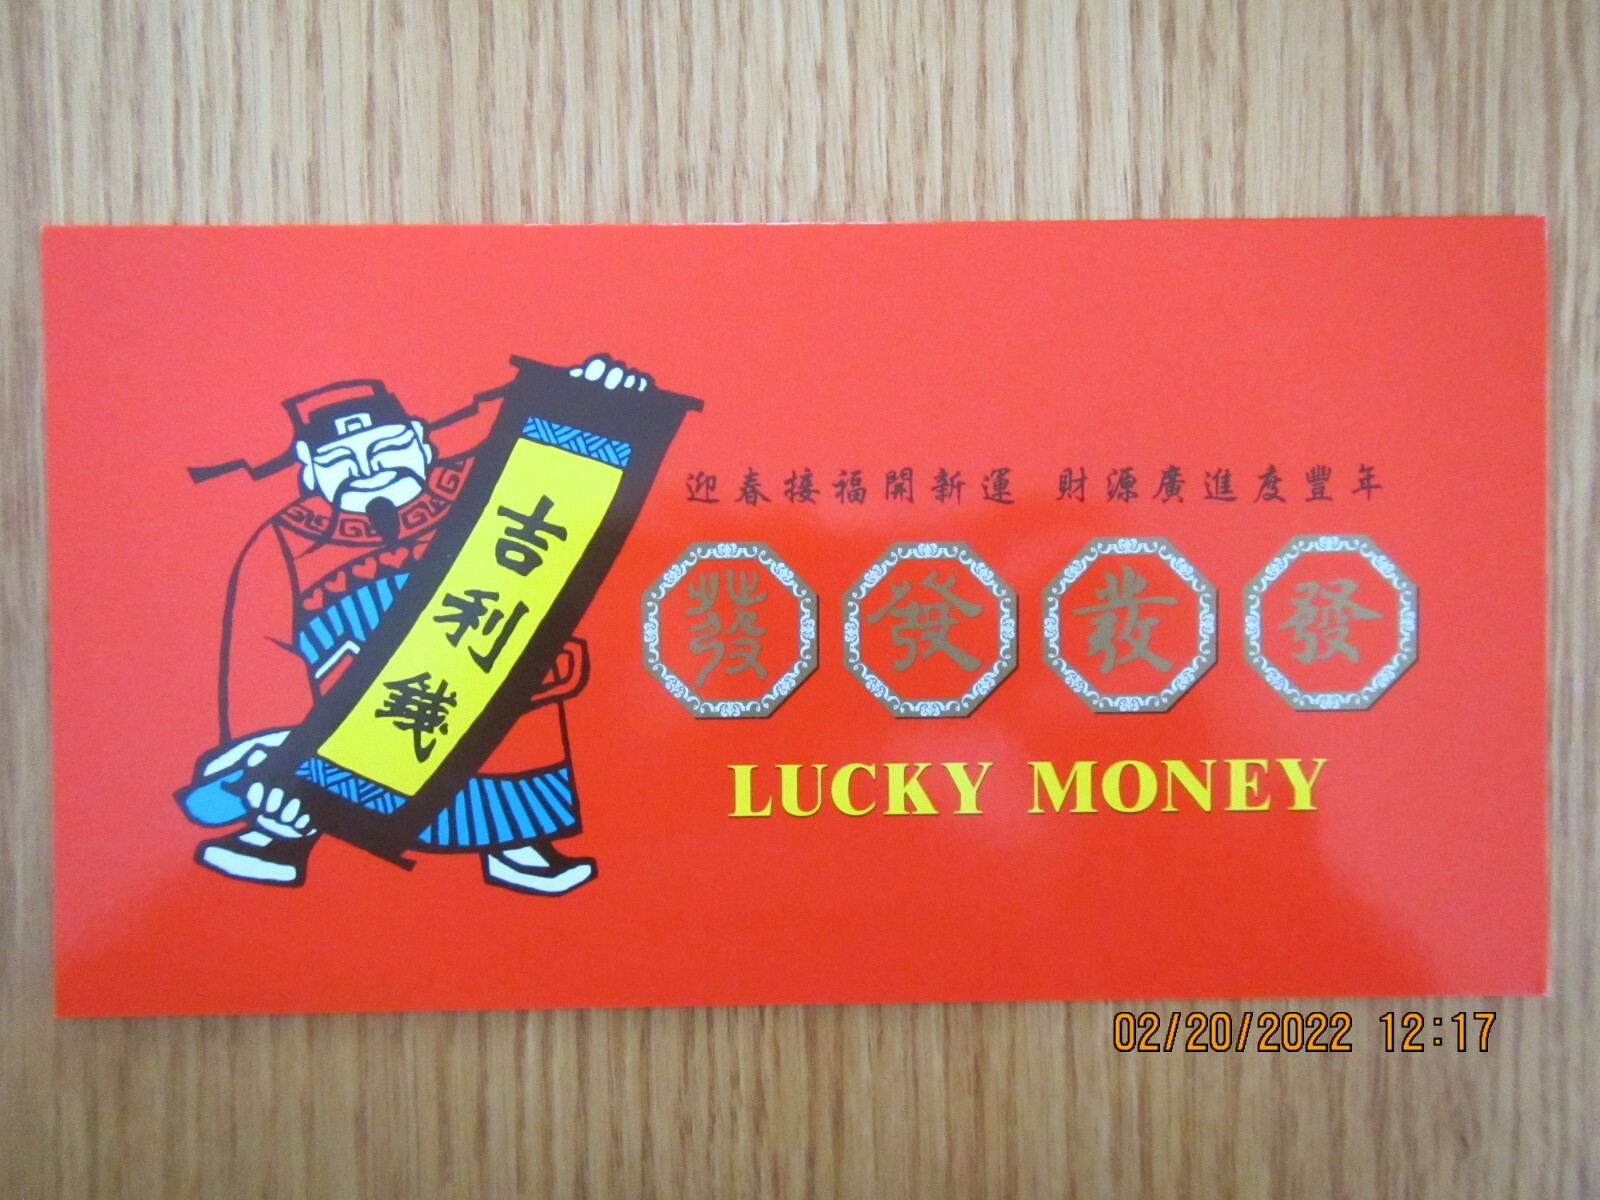 吉利錢
迎春接福開新運 財源廣進度豐年
發 發 發 發
LUCKY MONEY
02/20/2022 12:17